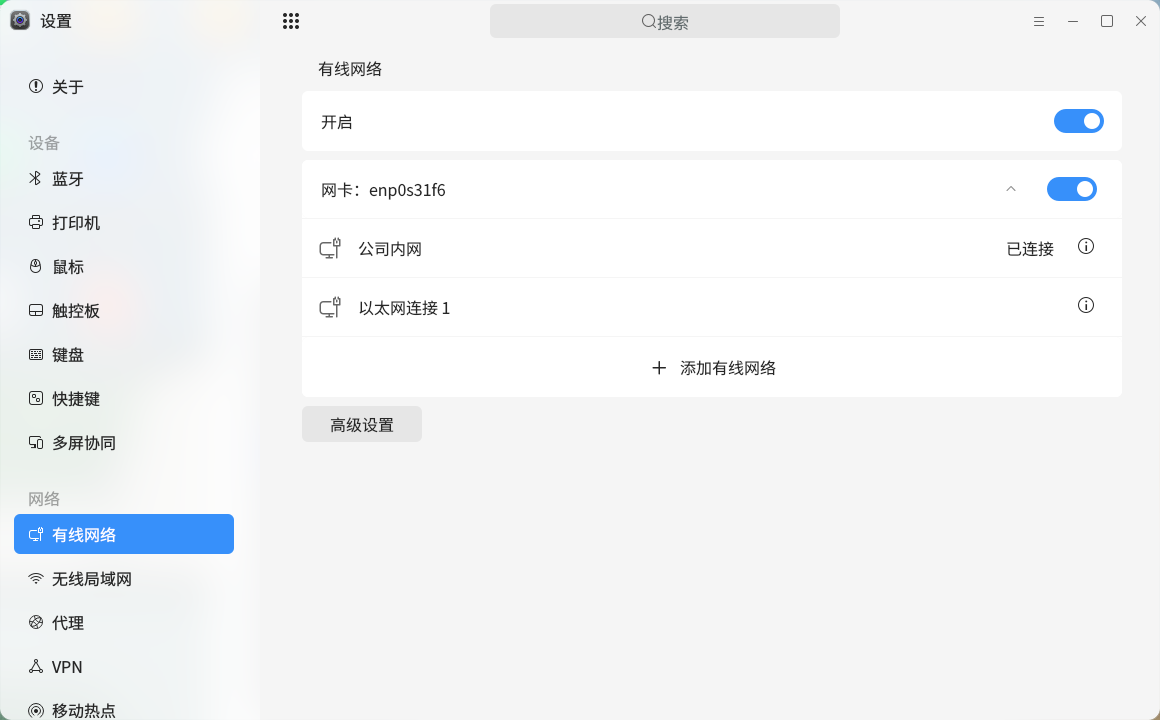 设置
搜索
关于
设备
蓝牙
打印机
鼠标
触控板
键盘
快捷键
多屏协同
网络
有线网络
无线局域网
代理
VPN
移动热点
有线网络
开启
网卡：enp0s31f6
公司内网 已连接
以太网连接 1
添加有线网络
高级设置